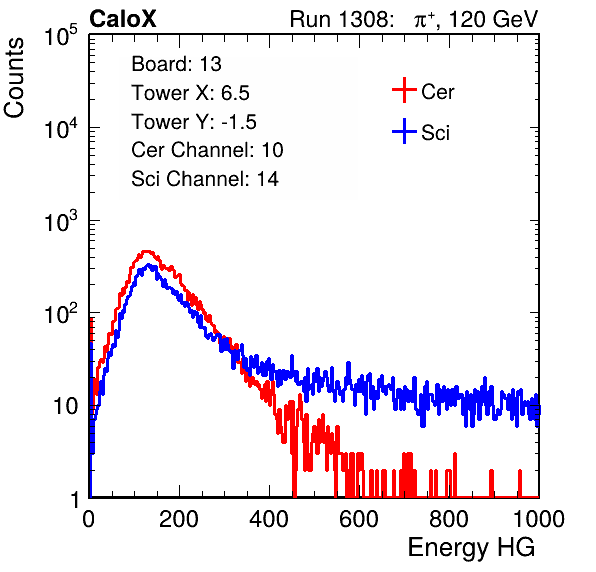 CaloX Run 1308: π⁺, 120 GeV
Counts
Board: 13
Tower X: 6.5
Tower Y: -1.5
Cer Channel: 10
Sci Channel: 14
Cer
Sci
10⁵
10⁴
10³
10²
10
1
0 200 400 600 800 1000
Energy HG